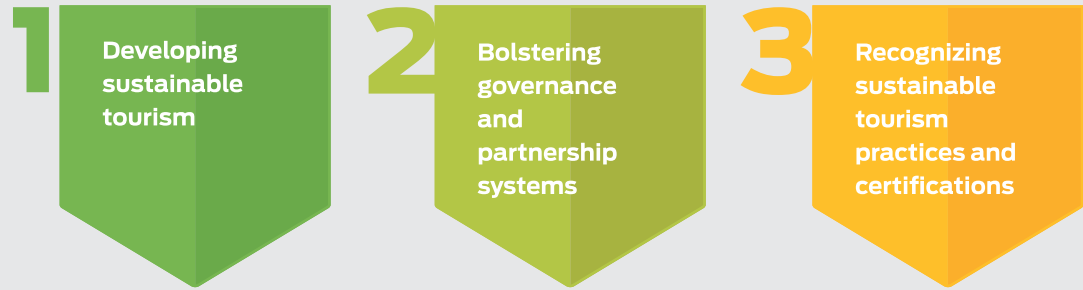 1
Developing
sustainable
tourism
2
Bolstering
governance
and
partnership
systems
3
Recognizing
sustainable
tourism
practices and
certifications